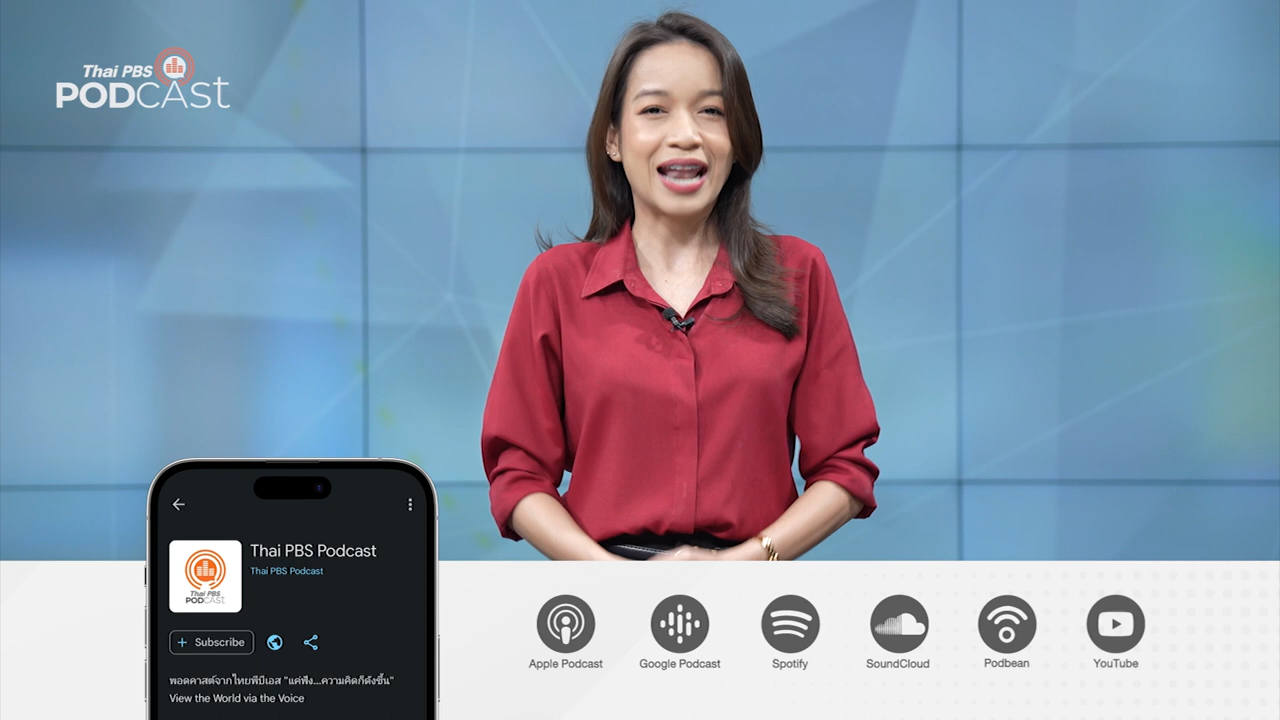 Thai PBS
PODCASt
Thai PBS Podcast
Thai PBS Podcast
Thai PBS
PODCASt
+ Subscribe
พอดคาสต์จากไทยพีบีเอส "แค่ฟัง...ความคิดก็ดังขึ้น"
View the World via the Voice
Apple Podcast
Google Podcast
Spotify
SoundCloud
Podbean
YouTube